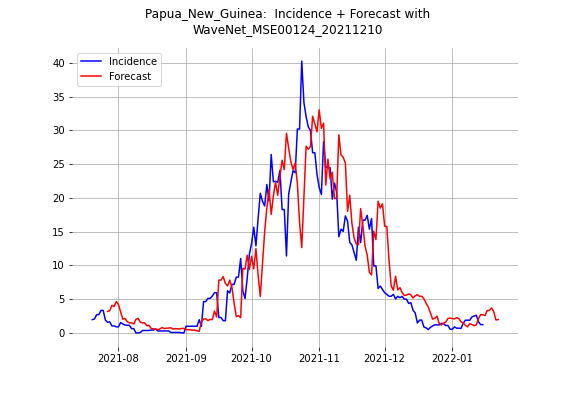 Papua_New_Guinea:  Incidence + Forecast with
WaveNet_MSE00124_20211210
Incidence
Forecast
40
35
30
25
20
15
10
5
0
2021-08 2021-09 2021-10 2021-11 2021-12 2022-01